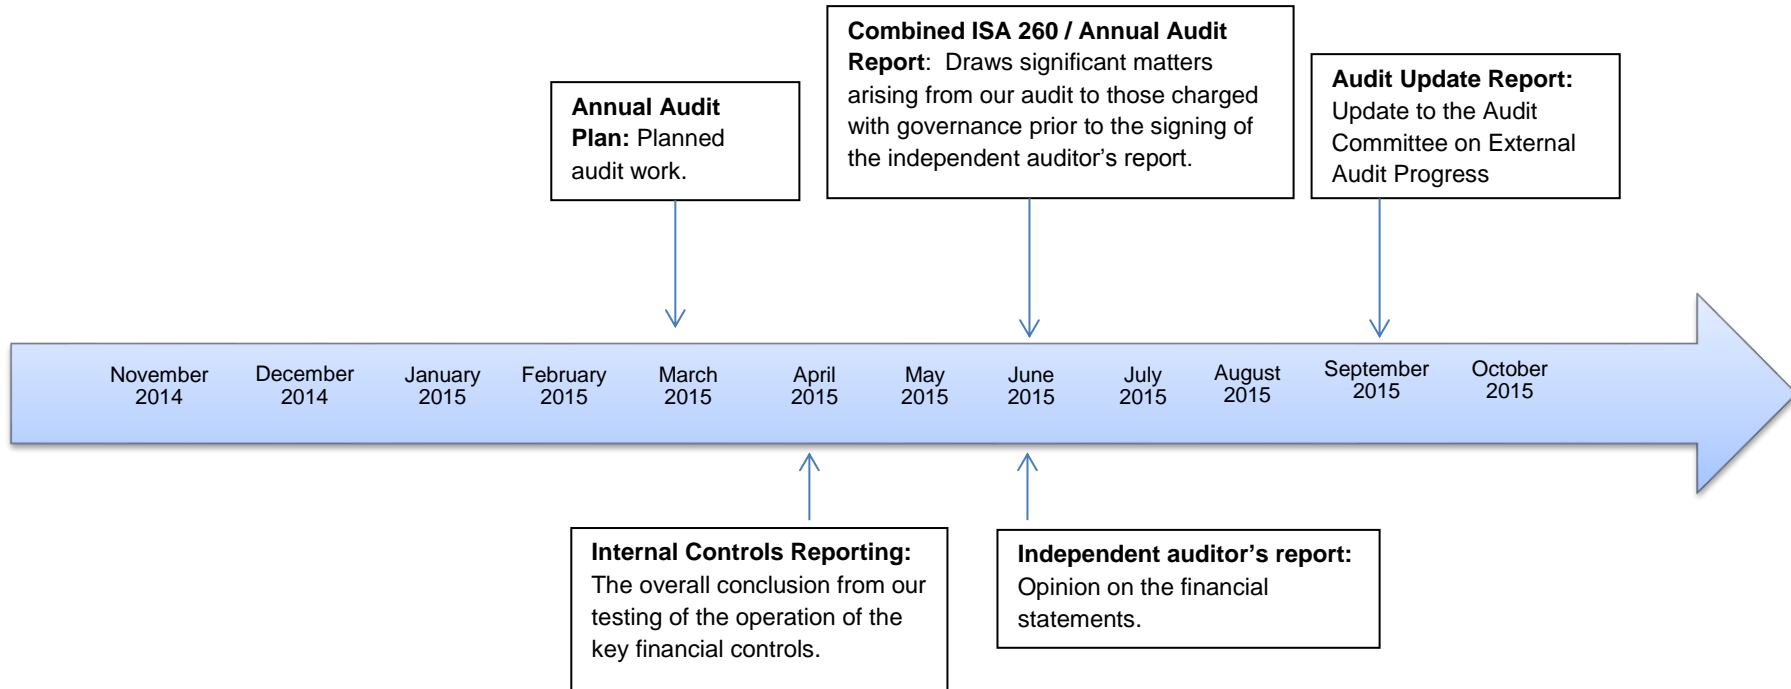 Annual Audit
Plan: Planned
audit work.
Combined ISA 260 / Annual Audit
Report:  Draws significant matters
arising from our audit to those charged
with governance prior to the signing of
the independent auditor’s report.
Audit Update Report:
Update to the Audit
Committee on External
Audit Progress
November
2014
December
2014
January
2015
February
2015
March
2015
April
2015
May
2015
June
2015
July
2015
August
2015
September
2015
October
2015
Internal Controls Reporting:
The overall conclusion from our
testing of the operation of the
key financial controls.
Independent auditor’s report:
Opinion on the financial
statements.